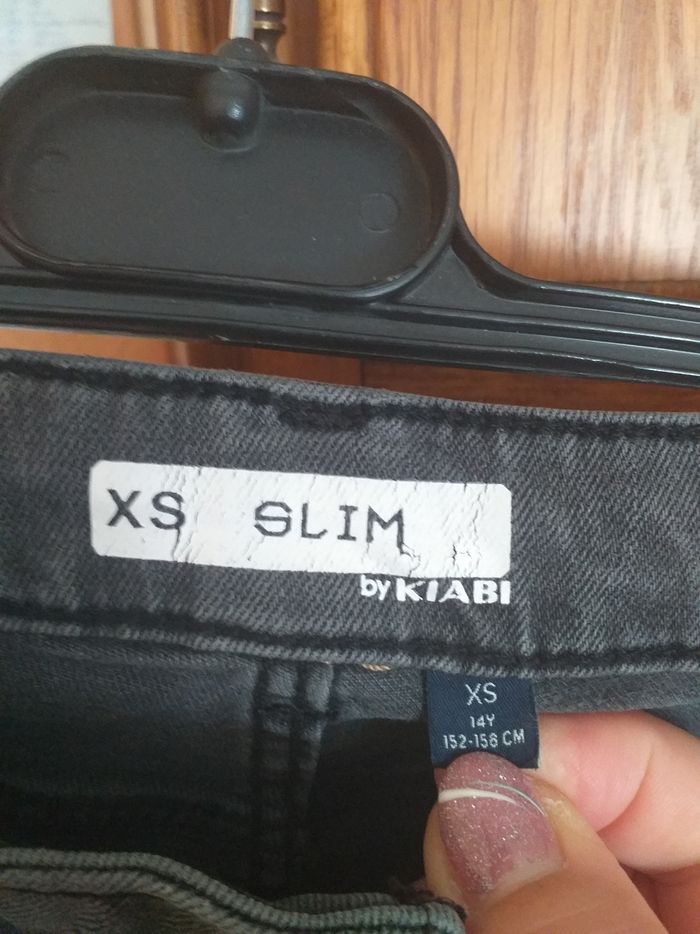 XS SLIM
by KIABI
XS
14Y
152-158 CM